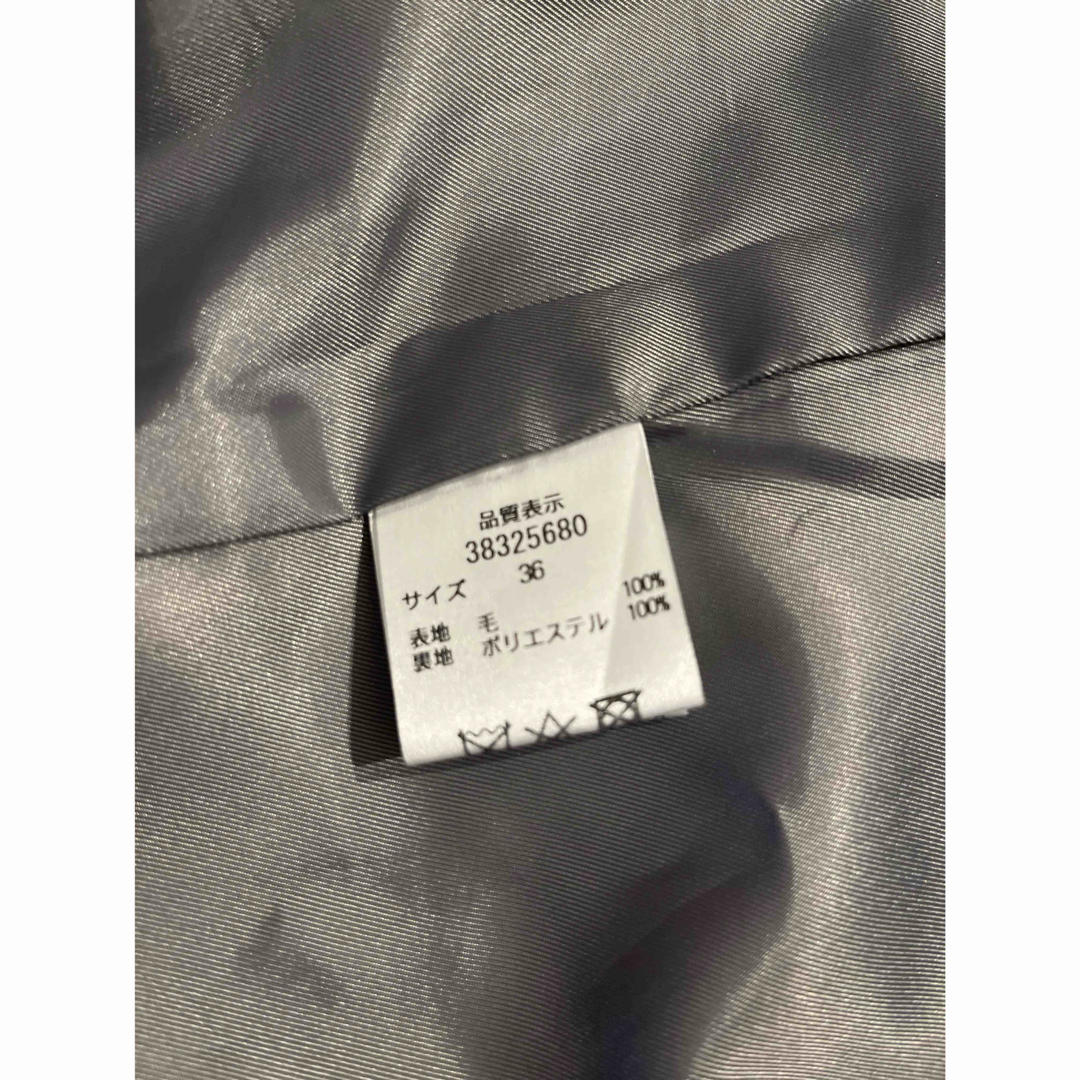 品質表示
38325680
サイズ 36
表地 毛 100%
裏地 ポリエステル 100%